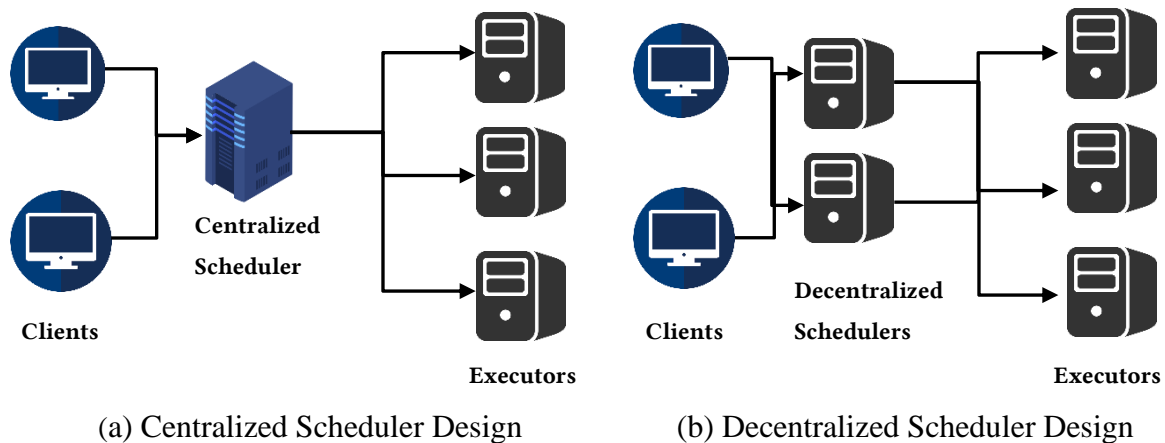 Centralized
Scheduler
Clients
Executors
(a) Centralized Scheduler Design
Decentralized
Schedulers
Clients
Executors
(b) Decentralized Scheduler Design